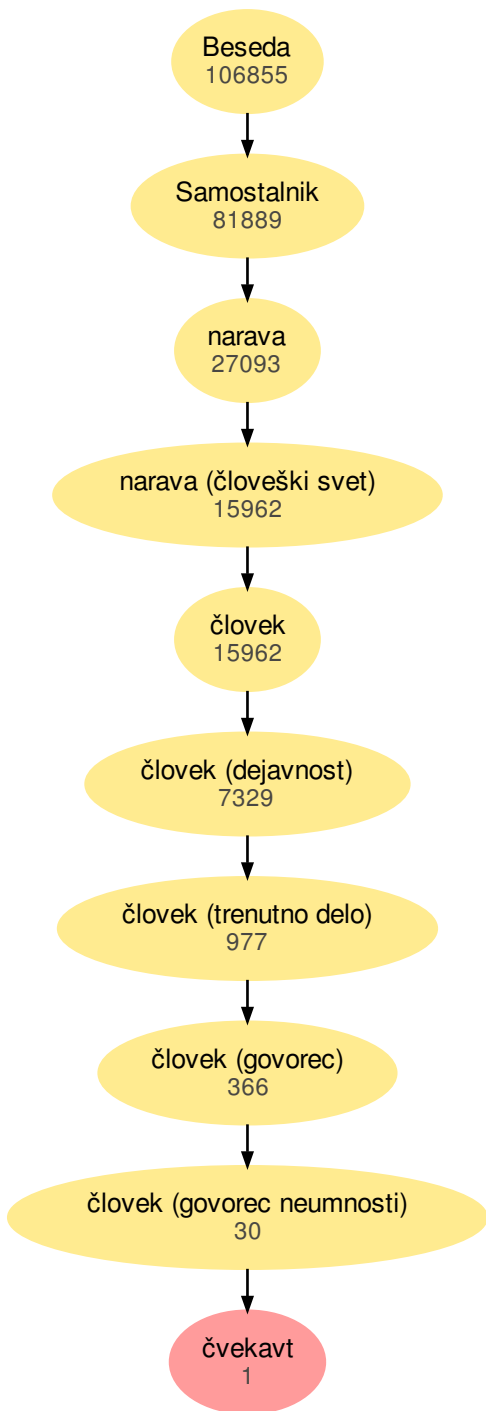 Beseda
106855
Samostalnik
81889
narava
27093
narava (človeški svet)
15962
človek
15962
človek (dejavnost)
7329
človek (trenutno delo)
977
človek (govorec)
366
človek (govorec neumnosti)
30
čvekavt
1